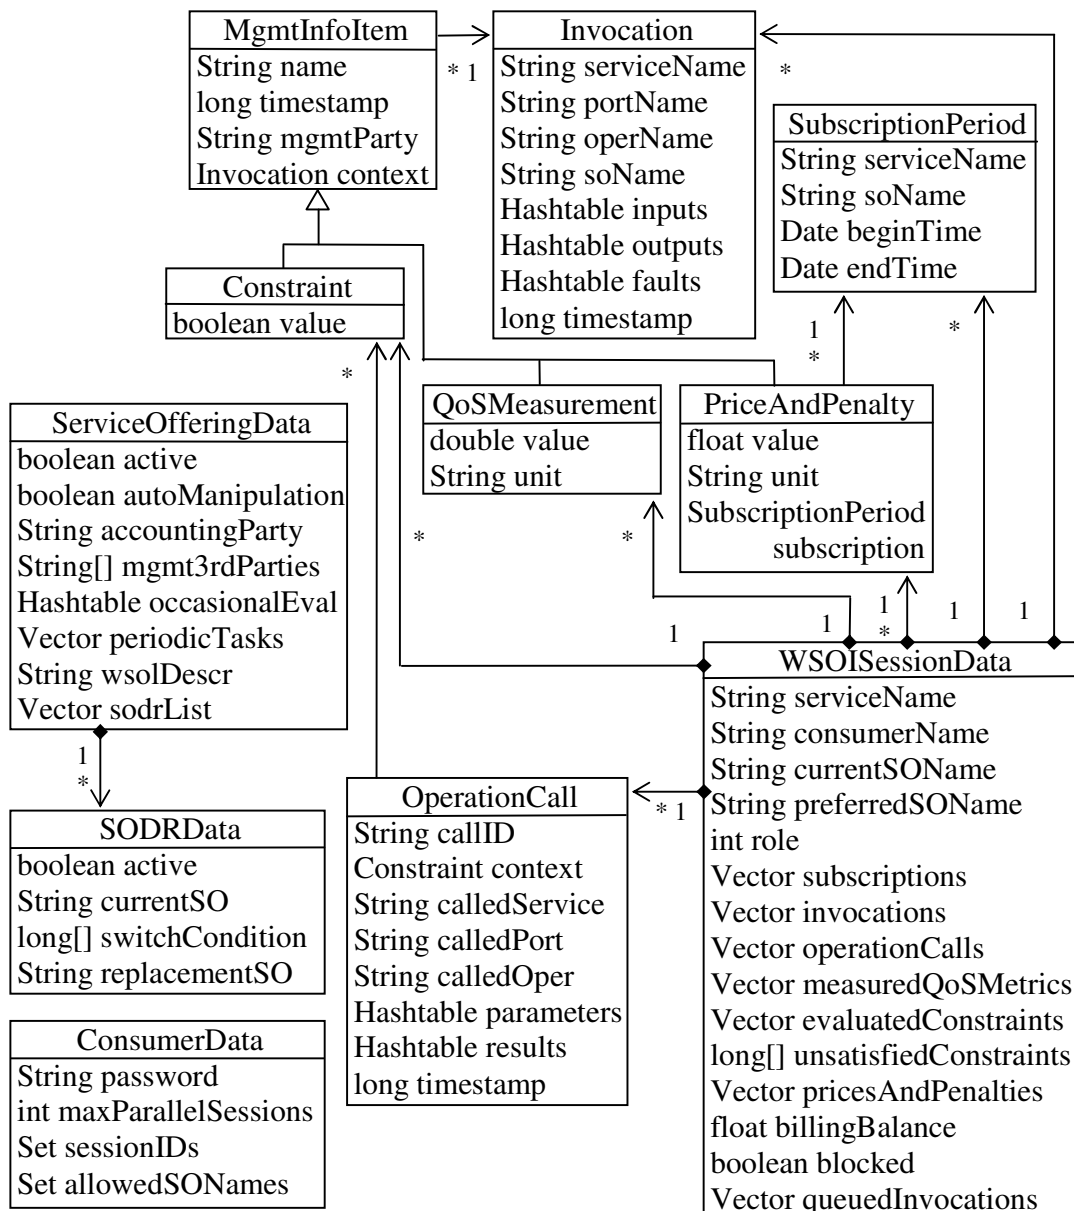 MgmtInfoItem
String name
long timestamp
String mgmtParty
Invocation context
* 1
Invocation
String serviceName
String portName
String operName
String soName
Hashtable inputs
Hashtable outputs
Hashtable faults
long timestamp
*
SubscriptionPeriod
String serviceName
String soName
Date beginTime
Date endTime
1
*
*
Constraint
boolean value
*
*
QoSMeasurement
double value
String unit
*
PriceAndPenalty
float value
String unit
SubscriptionPeriod
subscription
ServiceOfferingData
boolean active
boolean autoManipulation
String accountingParty
String[] mgmt3rdParties
Hashtable occasionalEval
Vector periodicTasks
String wsolDescr
Vector sodrList
1
*
SODRData
boolean active
String currentSO
long[] switchCondition
String replacementSO
ConsumerData
String password
int maxParallelSessions
Set sessionIDs
Set allowedSONames
OperationCall
String callID
Constraint context
String calledService
String calledPort
String calledOper
Hashtable parameters
Hashtable results
long timestamp
* 1
1
1
1
*
1
1
WSOISessionData
String serviceName
String consumerName
String currentSOName
String preferredSOName
int role
Vector subscriptions
Vector invocations
Vector operationCalls
Vector measuredQoSMetrics
Vector evaluatedConstraints
long[] unsatisfiedConstraints
Vector pricesAndPenalties
float billingBalance
boolean blocked
Vector queuedInvocations